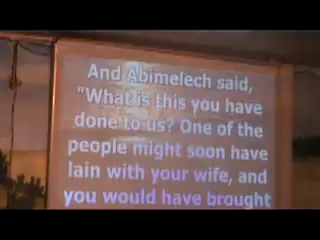 And Abimelech said,
"What is this you have
done to us? One of the
people might soon have
lain with your wife, and
you would have brought